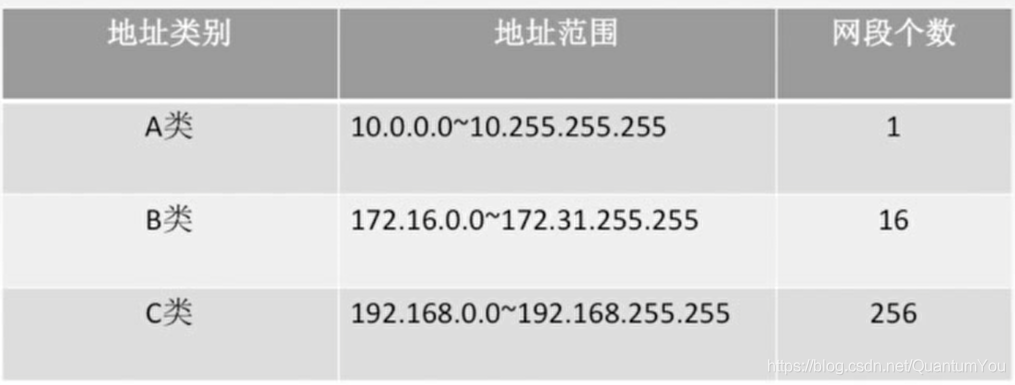 地址类别 地址范围 网段个数
A类 10.0.0.0~10.255.255.255 1
B类 172.16.0.0~172.31.255.255 16
C类 192.168.0.0~192.168.255.255 256
https://blog.csdn.net/QuantumYou